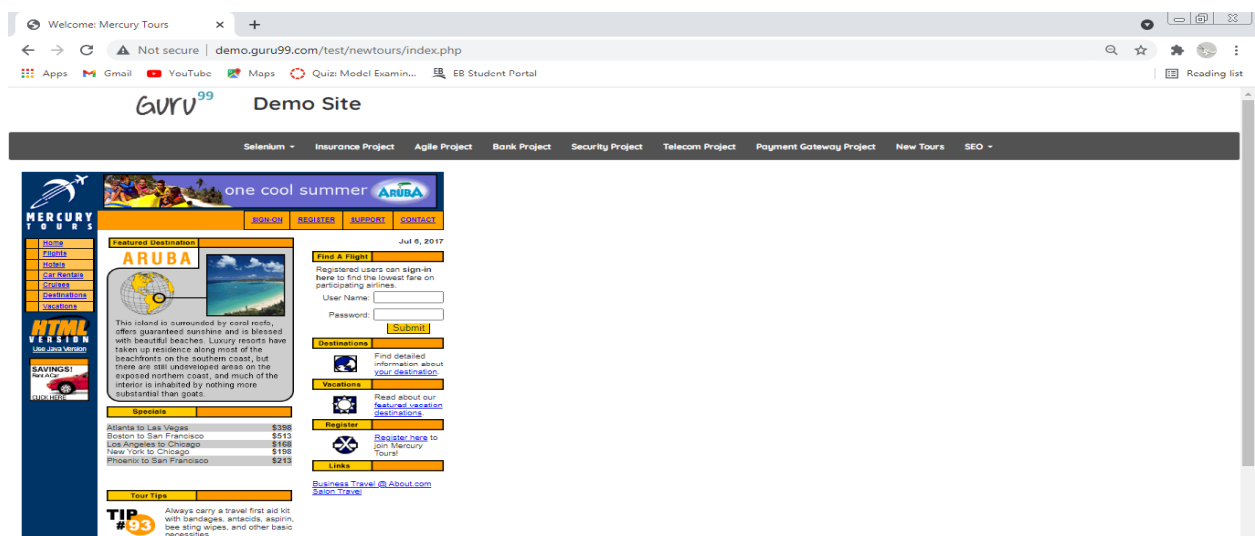 Welcome: Mercury Tours
Not secure | demo.guru99.com/test/newtours/index.php
Apps Gmail YouTube Maps Quiz: Model Examin... EB EB Student Portal Reading list
Guru99 Demo Site
Selenium Insurance Project Agile Project Bank Project Security Project Telecom Project Payment Gateway Project New Tours SEO
one cool summer ARUBA
MERCURY
TOURS
SIGN-ON REGISTER SUPPORT CONTACT
Home
Flights
Hotels
Car Rentals
Cruises
Destinations
Vacations
HTML
VERSION
Use Java Version
SAVINGS!
Rent A Car
CLICK HERE
Featured Destination
ARUBA
This island is surrounded by coral reefs,
offers guaranteed sunshine and is blessed
with beautiful beaches. Luxury resorts have
taken up residence along most of the
beachfronts on the southern coast, but
there are still undeveloped areas on the
exposed northern coast, and much of the
interior is inhabited by nothing more
substantial than goats.
Specials
Atlanta to Las Vegas $398
Boston to San Francisco $513
Los Angeles to Chicago $168
New York to Chicago $198
Phoenix to San Francisco $213
Tour Tips
TIP
#93
Always carry a travel first aid kit
with bandages, antacids, aspirin,
bee sting wipes, and other basic
necessities.
Jul 6, 2017
Find A Flight
Registered users can sign-in
here to find the lowest fare on
participating airlines.
User Name:
Password:
Submit
Destinations
Find
detailed
information about
your destination.
Vacations
Read
about our
featured vacation
destinations.
Register
Register here to
join Mercury
Tours!
Links
Business Travel @ About.com
Salon Travel